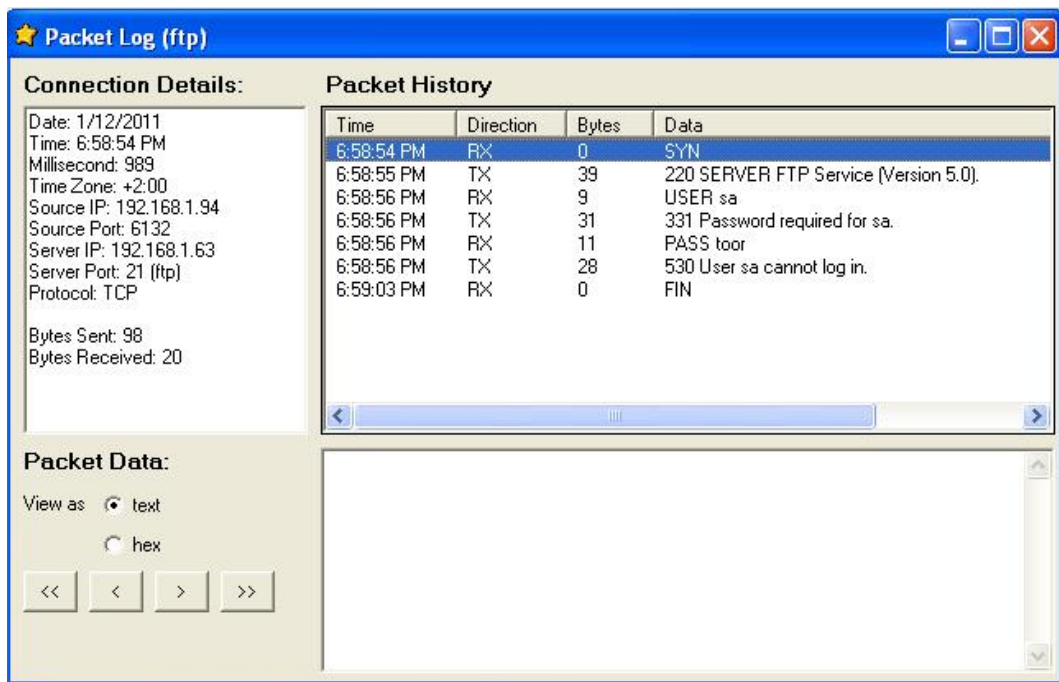 Packet Log (ftp)
Connection Details:
Date: 1/12/2011
Time: 6:58:54 PM
Millisecond: 989
Time Zone: +2:00
Source IP: 192.168.1.94
Source Port: 6132
Server IP: 192.168.1.63
Server Port: 21 (ftp)
Protocol: TCP
Bytes Sent: 98
Bytes Received: 20
Packet History
Time Direction Bytes Data
6:58:54 PM RX 0 SYN
6:58:55 PM TX 39 220 SERVER FTP Service (Version 5.0).
6:58:56 PM RX 9 USER sa
6:58:56 PM TX 31 331 Password required for sa.
6:58:56 PM RX 11 PASS toor
6:58:56 PM TX 28 530 User sa cannot log in.
6:59:03 PM RX 0 FIN
Packet Data:
View as text
hex
<< < > >>